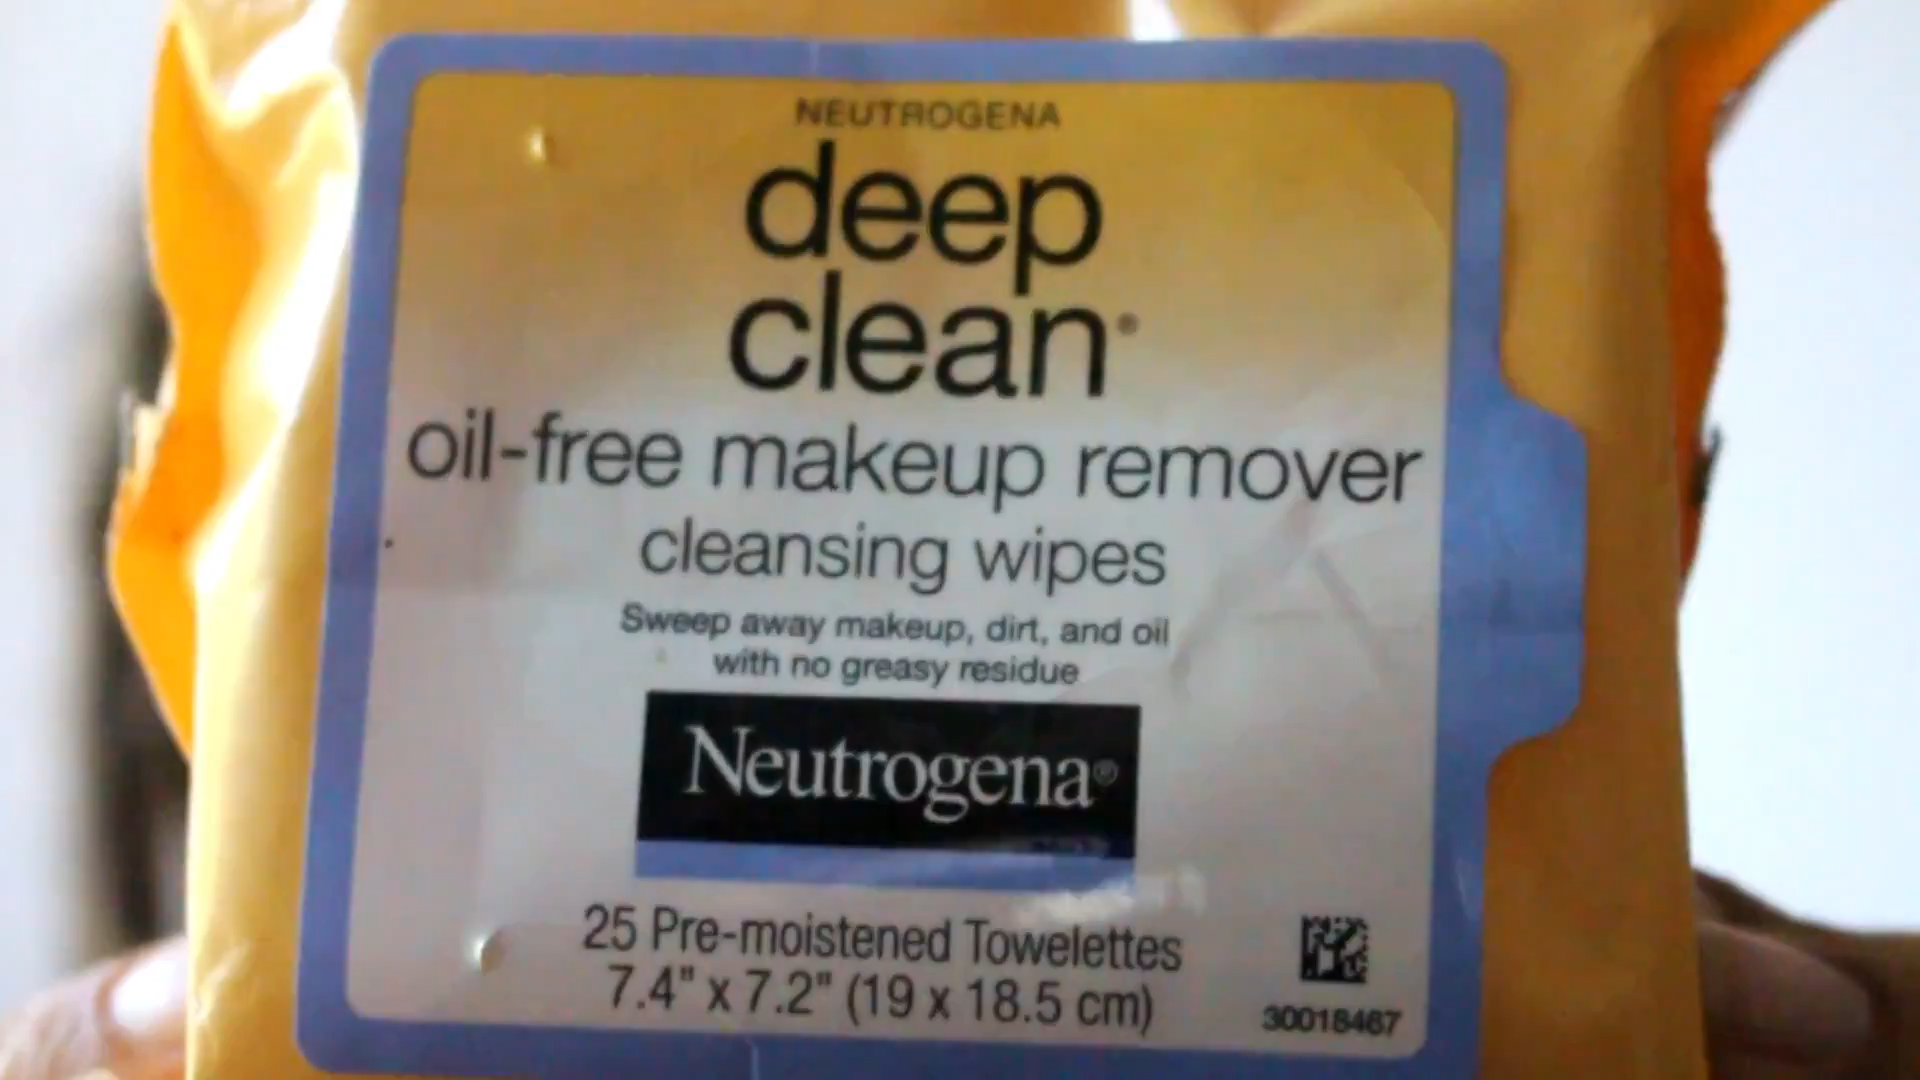 NEUTROGENA
deep
clean®
oil-free makeup remover
cleansing wipes
Sweep away makeup, dirt, and oil
with no greasy residue
Neutrogena®
25 Pre-moistened Towelettes
7.4" x 7.2" (19 x 18.5 cm)
30018467